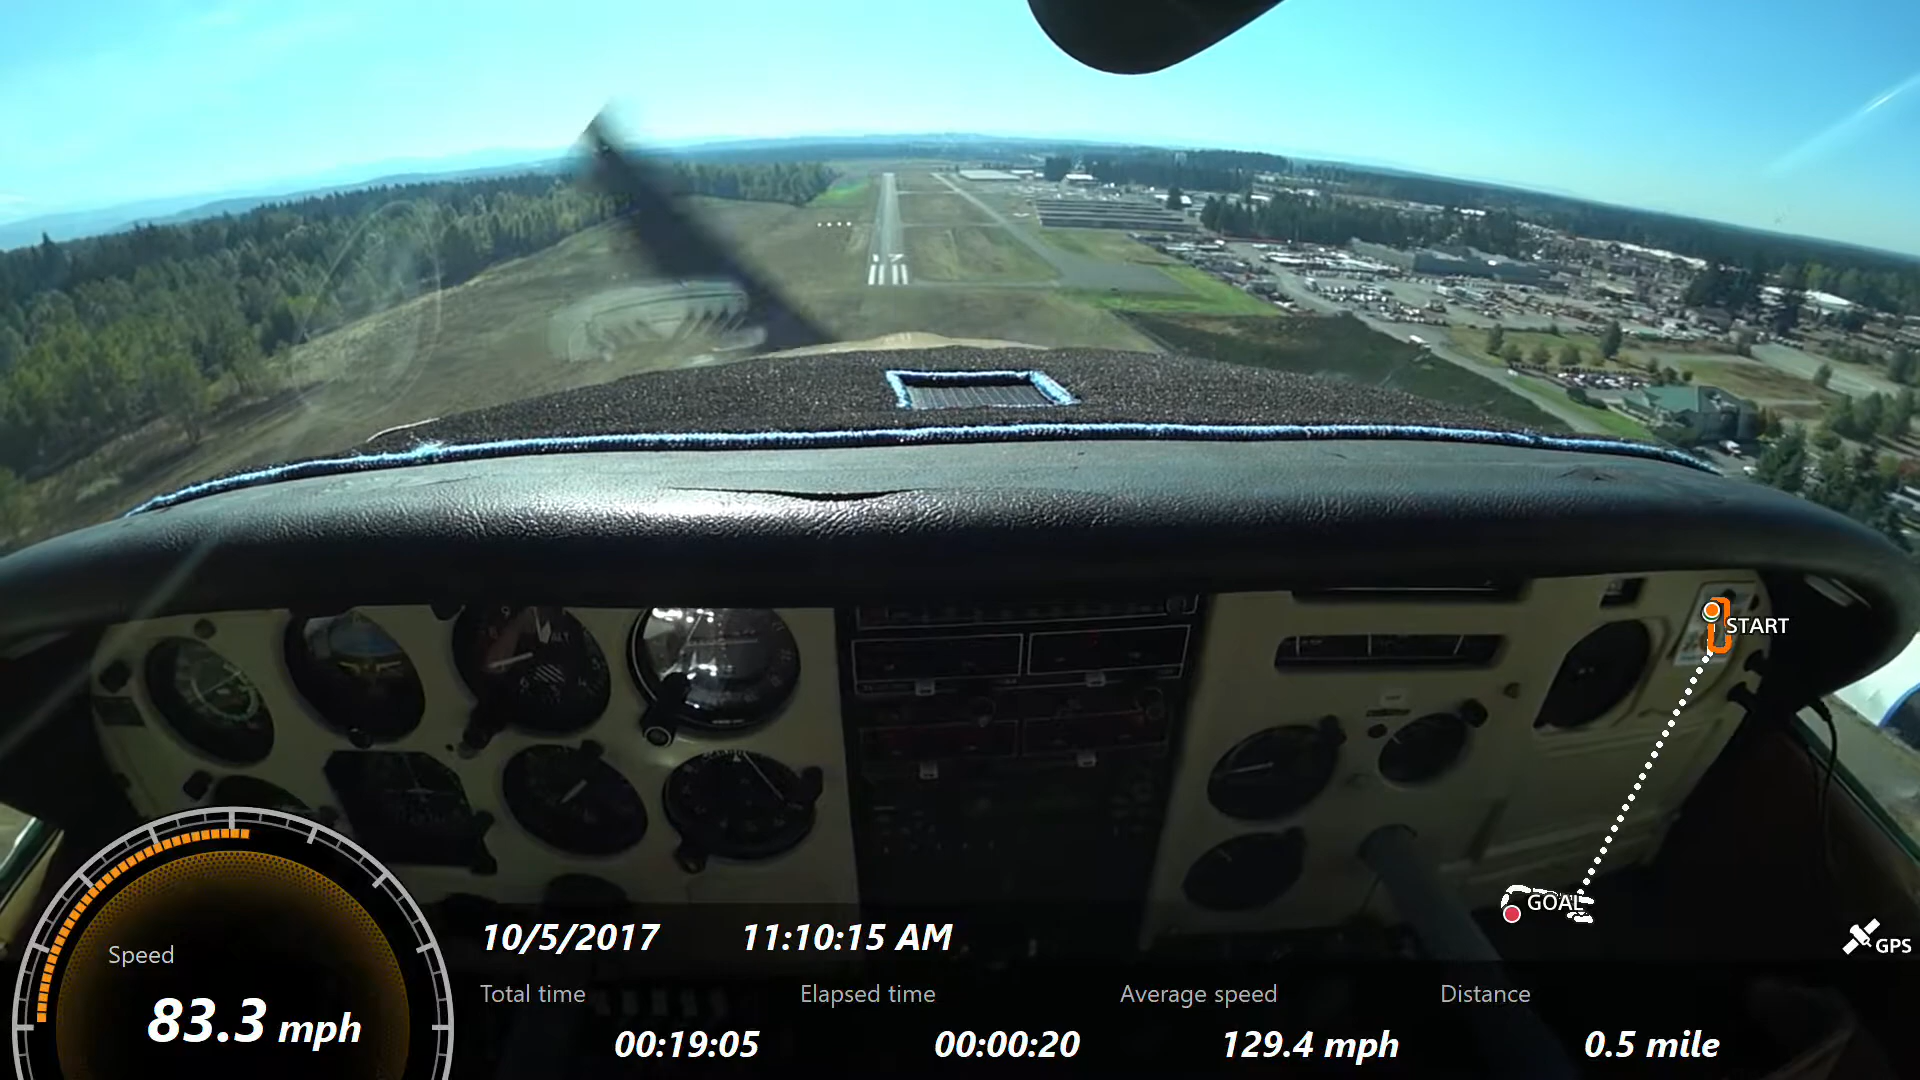 START
GOAL
GPS
10/5/2017 11:10:15 AM
Speed
83.3 mph
Total time Elapsed time Average speed Distance
00:19:05 00:00:20 129.4 mph 0.5 mile